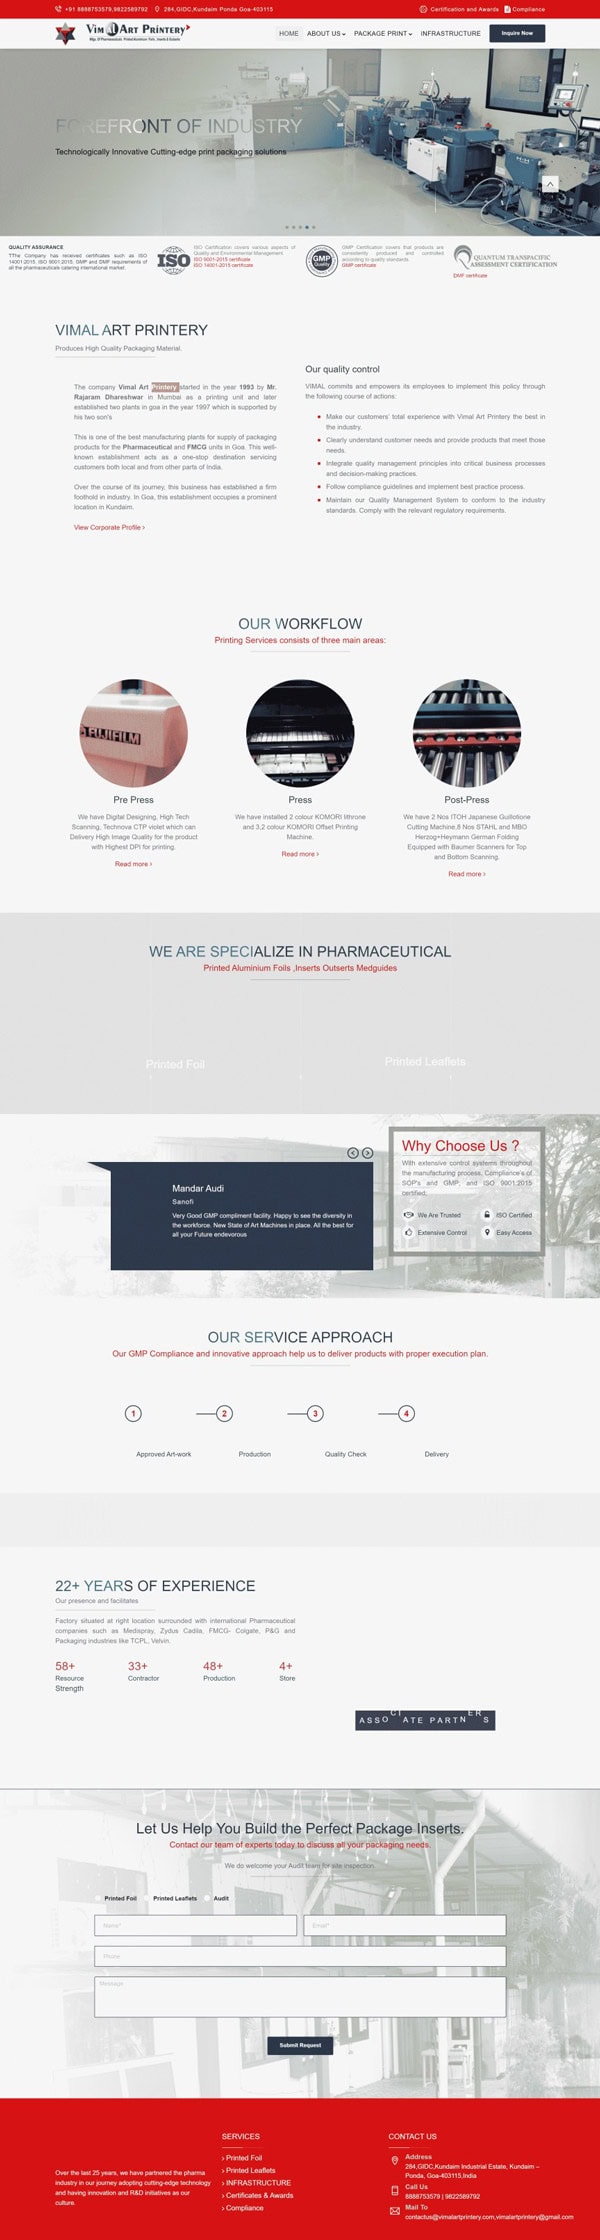 +91 8888753579,9822589792 284,GIDC,Kundaim Ponda Goa-403115 Certification and Awards Compliance
Vimal Art Printery
HOME ABOUT US PACKAGE PRINT INFRASTRUCTURE Inquire Now
FOREFRONT OF INDUSTRY
Technologically Innovative Cutting-edge print packaging solutions
QUALITY ASSURANCE
TThe Company has received certificates such as ISO
14001:2015, ISO 9001:2015, GMP and DMF requirements of
all the pharmaceuticals catering international market.
ISO
ISO Certification covers various aspects of
Quality and Environmental Management
ISO 9001-2015 certificate
ISO 14001-2015 certificate
GMP
Quality
GMP Certification covers that products are
consistently produced and controlled
according to quality standards.
GMP certificate
QUANTUM TRANSPACIFIC
ASSESSMENT CERTIFICATION
DMF certificate
VIMAL ART PRINTERY
Produces High Quality Packaging Material.
The company Vimal Art Printery started in the year 1993 by Mr.
Rajaram Dhareshwar in Mumbai as a printing unit and later
established two plants in goa in the year 1997 which is supported by
his two son's
This is one of the best manufacturing plants for supply of packaging
products for the Pharmaceutical and FMCG units in Goa. This well-
known establishment acts as a one-stop destination servicing
customers both local and from other parts of India.
Over the course of its journey, this business has established a firm
foothold in industry. In Goa, this establishment occupies a prominent
location in Kundaim.
View Corporate Profile ›
Our quality control
VIMAL commits and empowers its employees to implement this policy through
the following course of actions:
Make our customers' total experience with Vimal Art Printery the best in
the industry.
Clearly understand customer needs and provide products that meet those
needs.
Integrate quality management principles into critical business processes
and decision-making practices.
Follow compliance guidelines and implement best practice process.
Maintain our Quality Management System to conform to the industry
standards. Comply with the relevant regulatory requirements.
OUR WORKFLOW
Printing Services consists of three main areas:
FUJIFILM
Pre Press
We have Digital Designing, High Tech
Scanning, Technova CTP violet which can
Delivery High Image Quality for the product
with Highest DPI for printing.
Read more ›
Press
We have installed 2 colour KOMORI lithrone
and 3,2 colour KOMORI Offset Printing
Machine.
Read more ›
Post-Press
We have 2 Nos ITOH Japanese Guillotione
Cutting Machine,8 Nos STAHL and MBO
Herzog+Heymann German Folding
Equipped with Baumer Scanners for Top
and Bottom Scanning.
Read more ›
WE ARE SPECIALIZE IN PHARMACEUTICAL
Printed Aluminium Foils ,Inserts Outserts Medguides
Printed Foil
Printed Leaflets
Mandar Audi
Sanofi
Very Good GMP compliment facility. Happy to see the diversity in
the workforce. New State of Art Machines in place. All the best for
all your Future endevorous
Why Choose Us ?
With extensive control systems throughout
the manufacturing process, Compliance's of
SOP's and GMP, and ISO 9001:2015
certified.
We Are Trusted ISO Certified
Extensive Control Easy Access
OUR SERVICE APPROACH
Our GMP Compliance and innovative approach help us to deliver products with proper execution plan.
1 2 3 4
Approved Art-work Production Quality Check Delivery
22+ YEARS OF EXPERIENCE
Our presence and facilitates
Factory situated at right location surrounded with international Pharmaceutical
companies such as Medispray, Zydus Cadila, FMCG- Colgate, P&G and
Packaging industries like TCPL, Velvin.
58+ 33+ 48+ 4+
Resource Contractor Production Store
Strength
ASSOCIATE PARTNERS
Let Us Help You Build the Perfect Package Inserts.
Contact our team of experts today to discuss all your packaging needs.
We do welcome your Audit team for site inspection.
Printed Foil Printed Leaflets Audit
Name* Email*
Phone
Message
Submit Request
Over the last 25 years, we have partnered the pharma
industry in our journey adopting cutting-edge technology
and having innovation and R&D initiatives as our
culture.
SERVICES
› Printed Foil
› Printed Leaflets
› INFRASTRUCTURE
› Certificates & Awards
› Compliance
CONTACT US
Address
284,GIDC,Kundaim Industrial Estate, Kundaim –
Ponda, Goa-403115,India
Call Us
8888753579 | 9822589792
Mail To
contactus@vimalartprintery.com,vimalartprintery@gmail.com